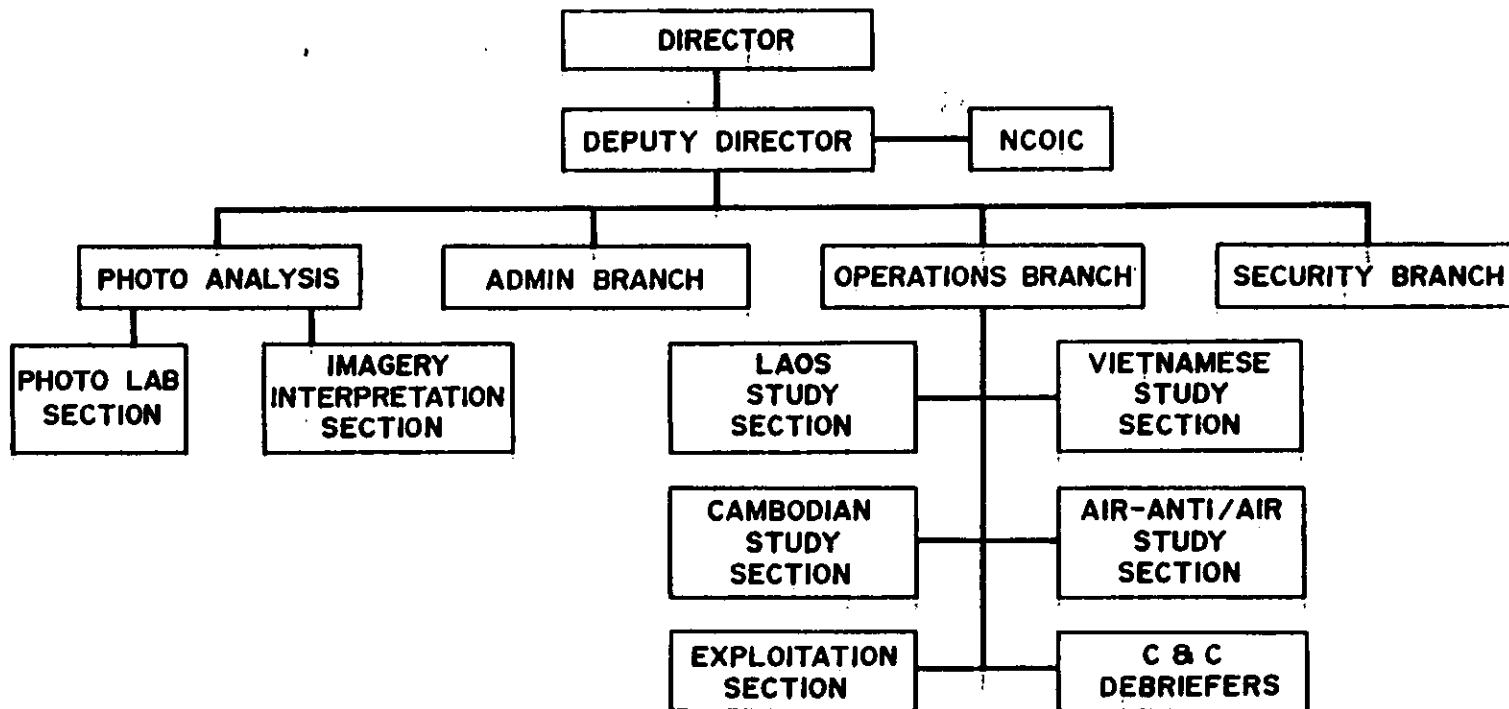 DIRECTOR
DEPUTY DIRECTOR
NCOIC
PHOTO ANALYSIS
ADMIN BRANCH
OPERATIONS BRANCH
SECURITY BRANCH
PHOTO LAB
SECTION
IMAGERY
INTERPRETATION
SECTION
LAOS
STUDY
SECTION
VIETNAMESE
STUDY
SECTION
CAMBODIAN
STUDY
SECTION
AIR-ANTI/AIR
STUDY
SECTION
EXPLOITATION
SECTION
C & C
DEBRIEFERS